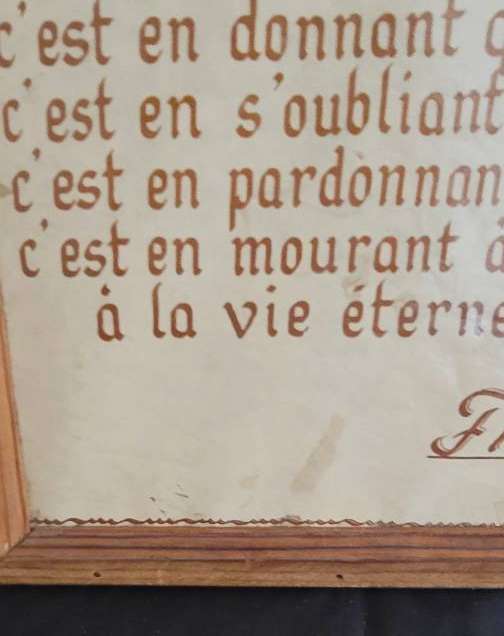 c'est en donnant
c'est en s'oubliant
c'est en pardonnan
c'est en mourant à
à la vie éterne